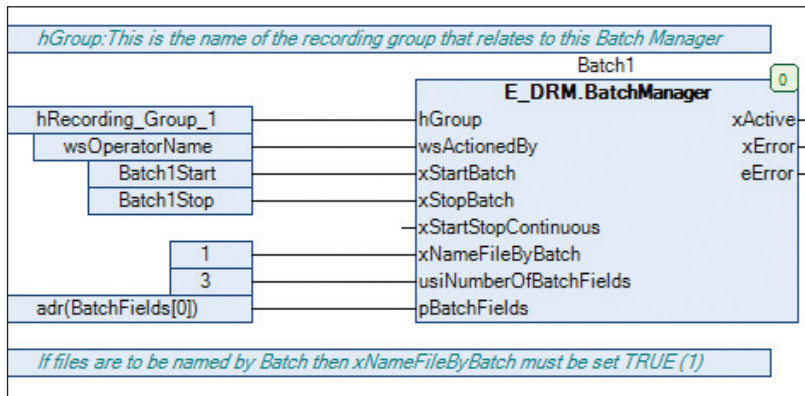 hGroup:This is the name of the recording group that relates to this Batch Manager
Batch1
0
E_DRM.BatchManager
hRecording_Group_1 hGroup xActive
wsOperatorName wsActionedBy xError
Batch1Start xStartBatch eError
Batch1Stop xStopBatch
xStartStopContinuous
1 xNameFileByBatch
3 usiNumberOfBatchFields
adr(BatchFields[0]) pBatchFields
If files are to be named by Batch then xNameFileByBatch must be set TRUE (1)